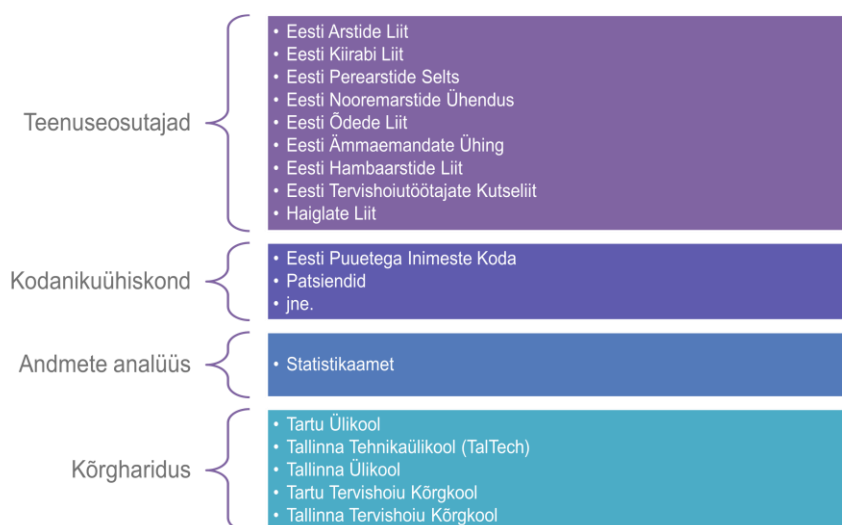 Teenuseosutajad
• Eesti Arstide Liit
• Eesti Kiirabi Liit
• Eesti Perearstide Selts
• Eesti Nooremarstide Ühendus
• Eesti Õdede Liit
• Eesti Ämmaemandate Ühing
• Eesti Hambaarstide Liit
• Eesti Tervishoiutöötajate Kutseliit
• Haiglate Liit
Kodanikuühiskond
• Eesti Puuetega Inimeste Koda
• Patsiendid
• jne.
Andmete analüüs
• Statistikaamet
Kõrgharidus
• Tartu Ülikool
• Tallinna Tehnikaülikool (TalTech)
• Tallinna Ülikool
• Tartu Tervishoiu Kõrgkool
• Tallinna Tervishoiu Kõrgkool